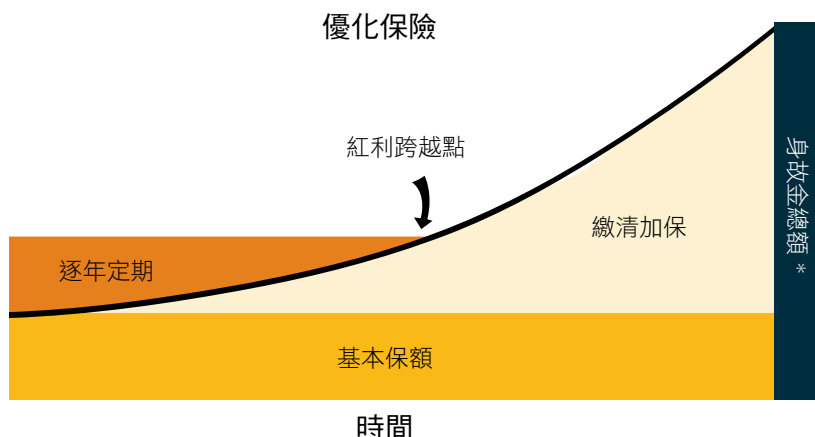 優化保險
紅利跨越點
身故金總額 *
繳清加保
逐年定期
基本保額
時間